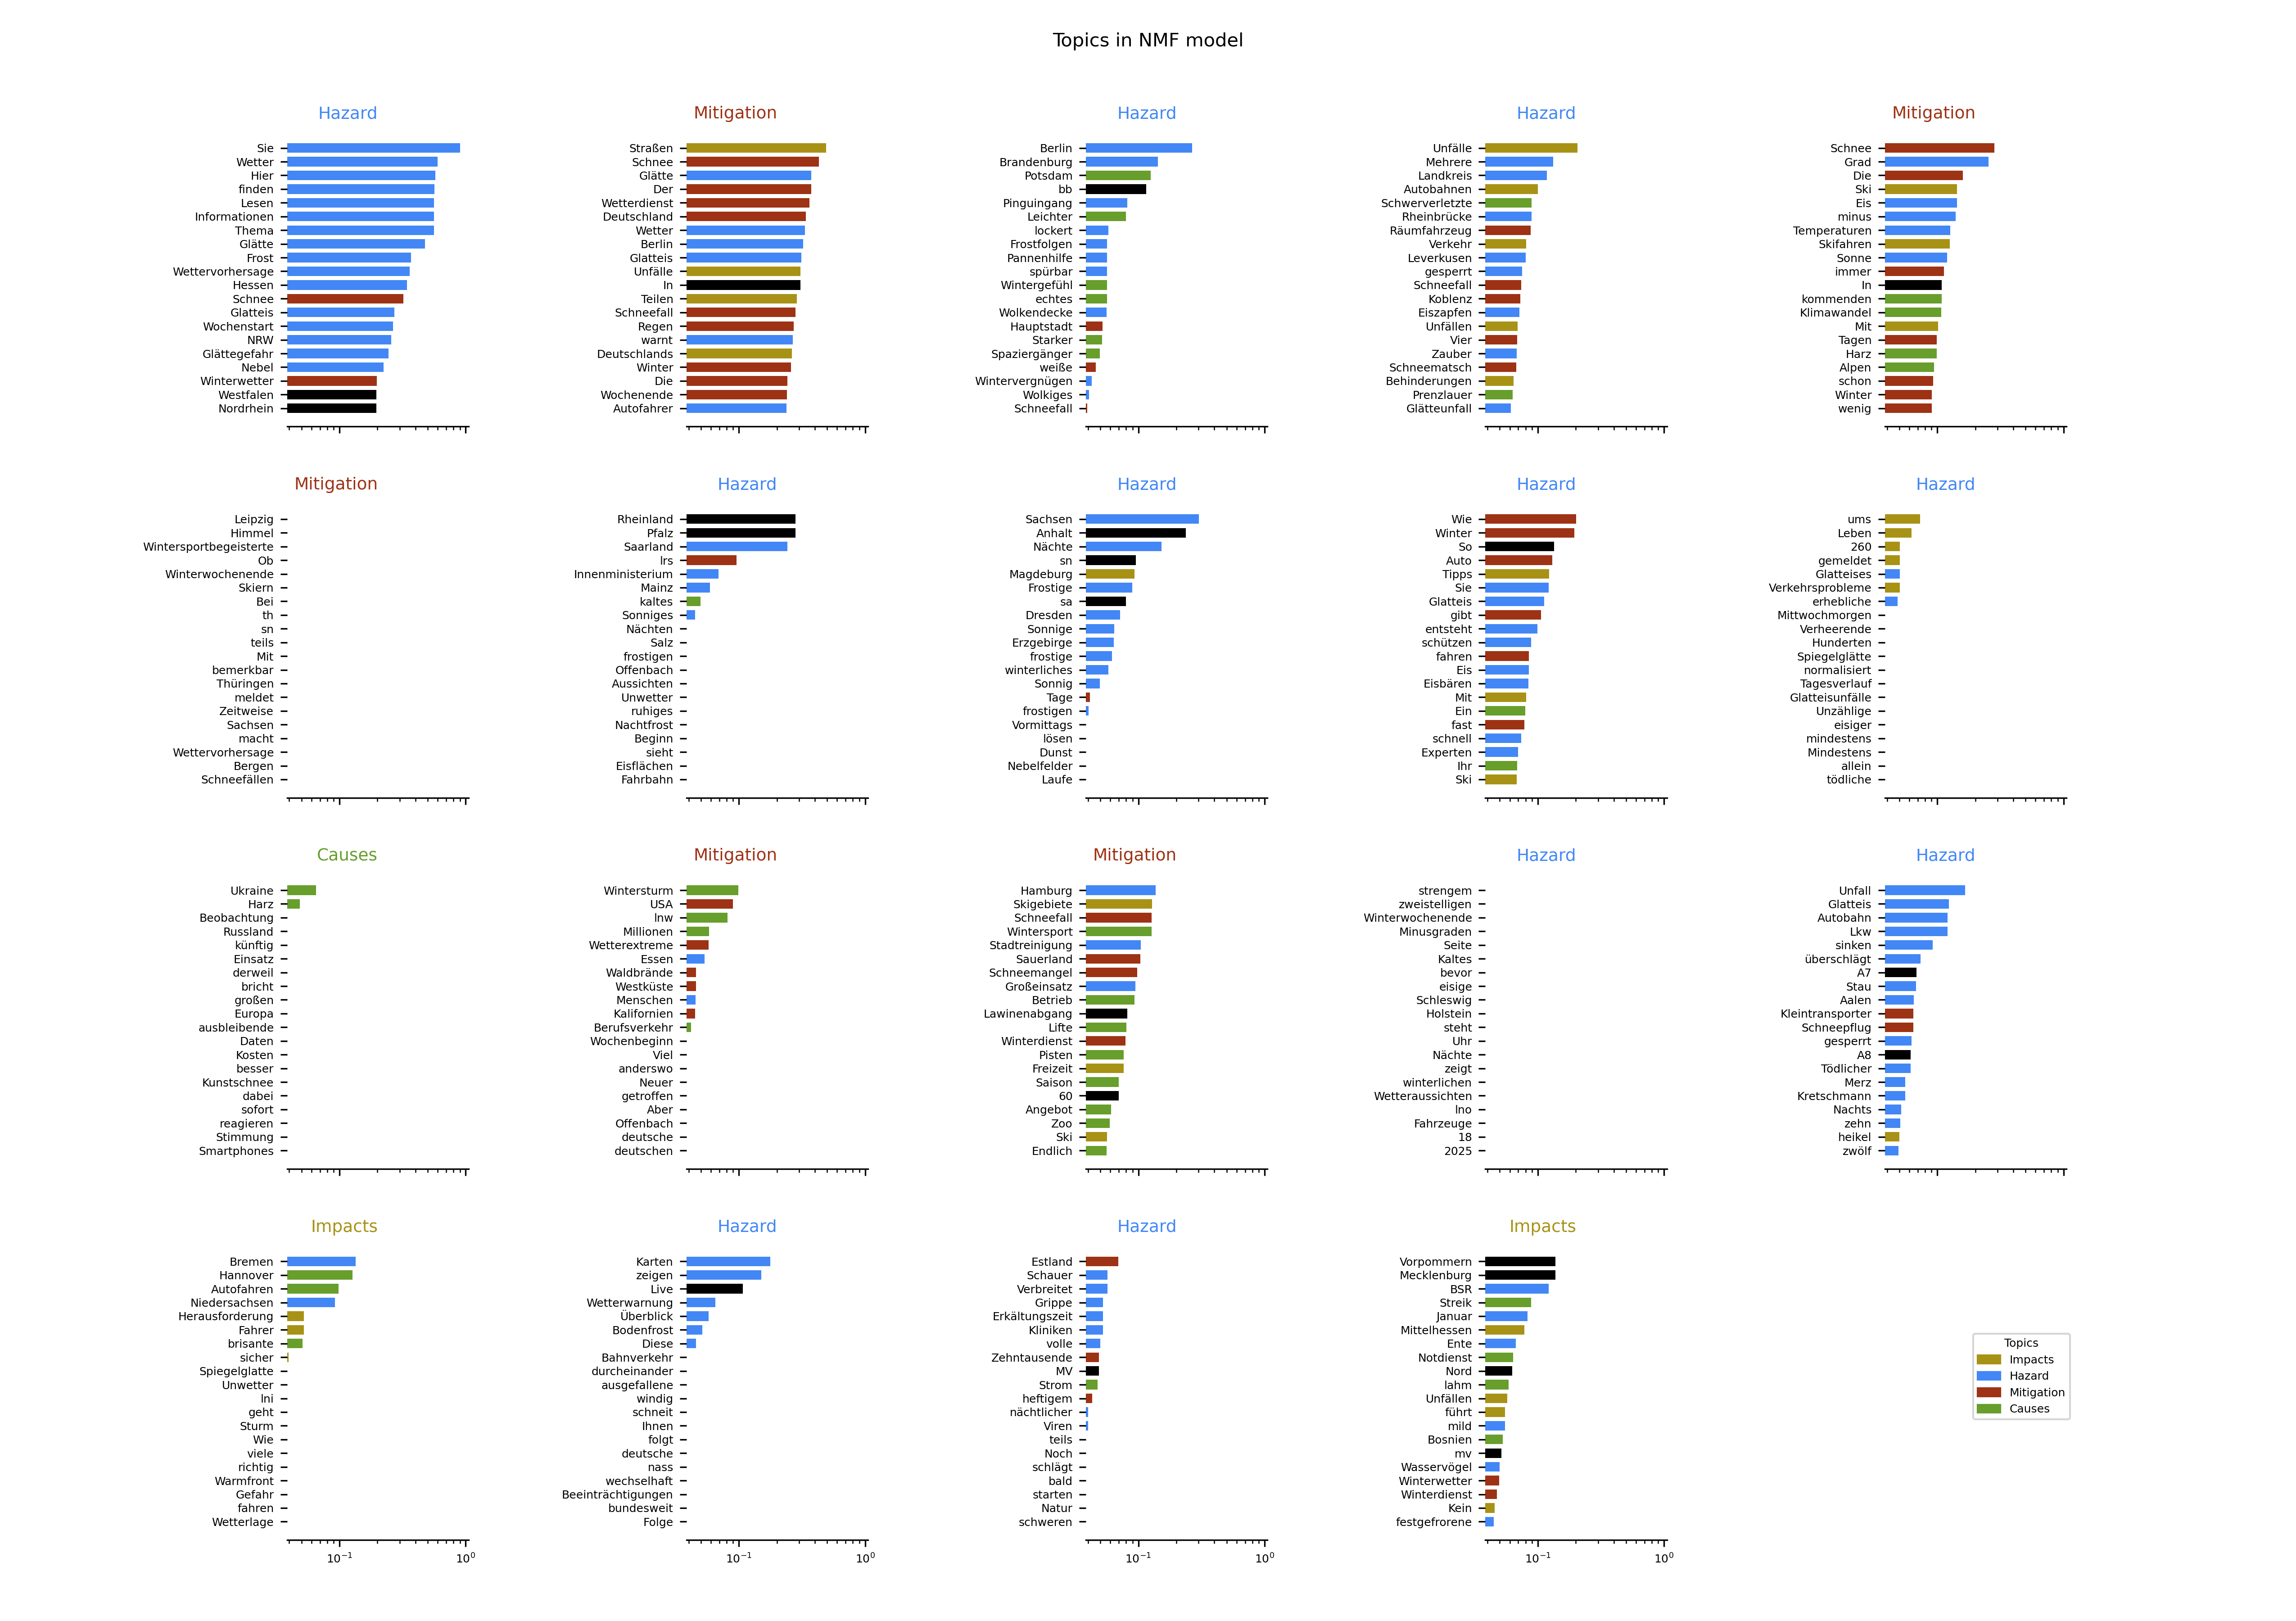 Topics in NMF model
Hazard
Sie
Wetter
Hier
finden
Lesen
Informationen
Thema
Glätte
Frost
Wettervorhersage
Hessen
Schnee
Glatteis
Wochenstart
NRW
Glättegefahr
Nebel
Winterwetter
Westfalen
Nordrhein
Mitigation
Straßen
Schnee
Glätte
Der
Wetterdienst
Deutschland
Wetter
Berlin
Glatteis
Unfälle
In
Teilen
Schneefall
Regen
warnt
Deutschlands
Winter
Die
Wochenende
Autofahrer
Hazard
Berlin
Brandenburg
Potsdam
bb
Pinguingang
Leichter
lockert
Frostfolgen
Pannenhilfe
spürbar
Wintergefühl
echtes
Wolkendecke
Hauptstadt
Starker
Spaziergänger
weiße
Wintervergnügen
Wolkiges
Schneefall
Hazard
Unfälle
Mehrere
Landkreis
Autobahnen
Schwerverletzte
Rheinbrücke
Räumfahrzeug
Verkehr
Leverkusen
gesperrt
Schneefall
Koblenz
Eiszapfen
Unfällen
Vier
Zauber
Schneematsch
Behinderungen
Prenzlauer
Glätteunfall
Mitigation
Schnee
Grad
Die
Ski
Eis
minus
Temperaturen
Skifahren
Sonne
immer
In
kommenden
Klimawandel
Mit
Tagen
Harz
Alpen
schon
Winter
wenig
Mitigation
Leipzig
Himmel
Wintersportbegeisterte
Ob
Winterwochenende
Skiern
Bei
th
sn
teils
Mit
bemerkbar
Thüringen
meldet
Zeitweise
Sachsen
macht
Wettervorhersage
Bergen
Schneefällen
Hazard
Rheinland
Pfalz
Saarland
lrs
Innenministerium
Mainz
kaltes
Sonniges
Nächten
Salz
frostigen
Offenbach
Aussichten
Unwetter
ruhiges
Nachtfrost
Beginn
sieht
Eisflächen
Fahrbahn
Hazard
Sachsen
Anhalt
Nächte
sn
Magdeburg
Frostige
sa
Dresden
Sonnige
Erzgebirge
frostige
winterliches
Sonnig
Tage
frostigen
Vormittags
lösen
Dunst
Nebelfelder
Laufe
Hazard
Wie
Winter
So
Auto
Tipps
Sie
Glatteis
gibt
entsteht
schützen
fahren
Eis
Eisbären
Mit
Ein
fast
schnell
Experten
Ihr
Ski
Hazard
ums
Leben
260
gemeldet
Glatteises
Verkehrsprobleme
erhebliche
Mittwochmorgen
Verheerende
Hunderten
Spiegelglätte
normalisiert
Tagesverlauf
Glatteisunfälle
Unzählige
eisiger
mindestens
Mindestens
allein
tödliche
Causes
Ukraine
Harz
Beobachtung
Russland
künftig
Einsatz
derweil
bricht
großen
Europa
ausbleibende
Daten
Kosten
besser
Kunstschnee
dabei
sofort
reagieren
Stimmung
Smartphones
Mitigation
Wintersturm
USA
lnw
Millionen
Wetterextreme
Essen
Waldbrände
Westküste
Menschen
Kalifornien
Berufsverkehr
Wochenbeginn
Viel
anderswo
Neuer
getroffen
Aber
Offenbach
deutsche
deutschen
Mitigation
Hamburg
Skigebiete
Schneefall
Wintersport
Stadtreinigung
Sauerland
Schneemangel
Großeinsatz
Betrieb
Lawinenabgang
Lifte
Winterdienst
Pisten
Freizeit
Saison
60
Angebot
Zoo
Ski
Endlich
Hazard
strengem
zweistelligen
Winterwochenende
Minusgraden
Seite
Kaltes
bevor
eisige
Schleswig
Holstein
steht
Uhr
Nächte
zeigt
winterlichen
Wetteraussichten
lno
Fahrzeuge
18
2025
Hazard
Unfall
Glatteis
Autobahn
Lkw
sinken
überschlägt
A7
Stau
Aalen
Kleintransporter
Schneepflug
gesperrt
A8
Tödlicher
Merz
Kretschmann
Nachts
zehn
heikel
zwölf
Impacts
Bremen
Hannover
Autofahren
Niedersachsen
Herausforderung
Fahrer
brisante
sicher
Spiegelglatte
Unwetter
lni
geht
Sturm
Wie
viele
richtig
Warmfront
Gefahr
fahren
Wetterlage
10⁻¹ 10⁰
Hazard
Karten
zeigen
Live
Wetterwarnung
Überblick
Bodenfrost
Diese
Bahnverkehr
durcheinander
ausgefallene
windig
schneit
Ihnen
folgt
deutsche
nass
wechselhaft
Beeinträchtigungen
bundesweit
Folge
10⁻¹ 10⁰
Hazard
Estland
Schauer
Verbreitet
Grippe
Erkältungszeit
Kliniken
volle
Zehntausende
MV
Strom
heftigem
nächtlicher
Viren
teils
Noch
schlägt
bald
starten
Natur
schweren
10⁻¹ 10⁰
Impacts
Vorpommern
Mecklenburg
BSR
Streik
Januar
Mittelhessen
Ente
Notdienst
Nord
lahm
Unfällen
führt
mild
Bosnien
mv
Wasservögel
Winterwetter
Winterdienst
Kein
festgefrorene
10⁻¹ 10⁰
Topics
Impacts
Hazard
Mitigation
Causes